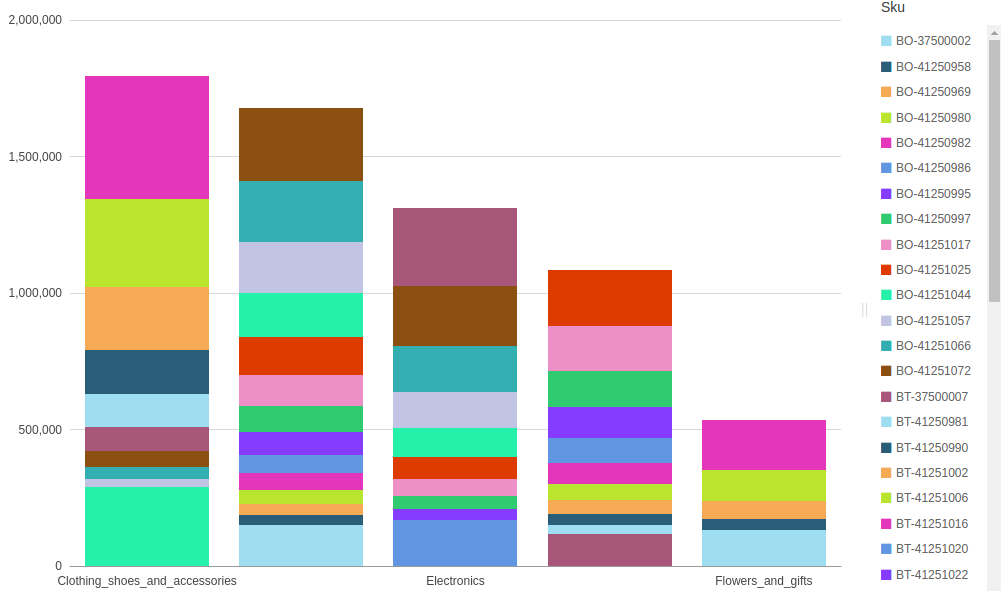 Sku
2,000,000
1,500,000
1,000,000
500,000
0
Clothing_shoes_and_accessories
Electronics
Flowers_and_gifts
BO-37500002
BO-41250958
BO-41250969
BO-41250980
BO-41250982
BO-41250986
BO-41250995
BO-41250997
BO-41251017
BO-41251025
BO-41251044
BO-41251057
BO-41251066
BO-41251072
BT-37500007
BT-41250981
BT-41250990
BT-41251002
BT-41251006
BT-41251016
BT-41251020
BT-41251022